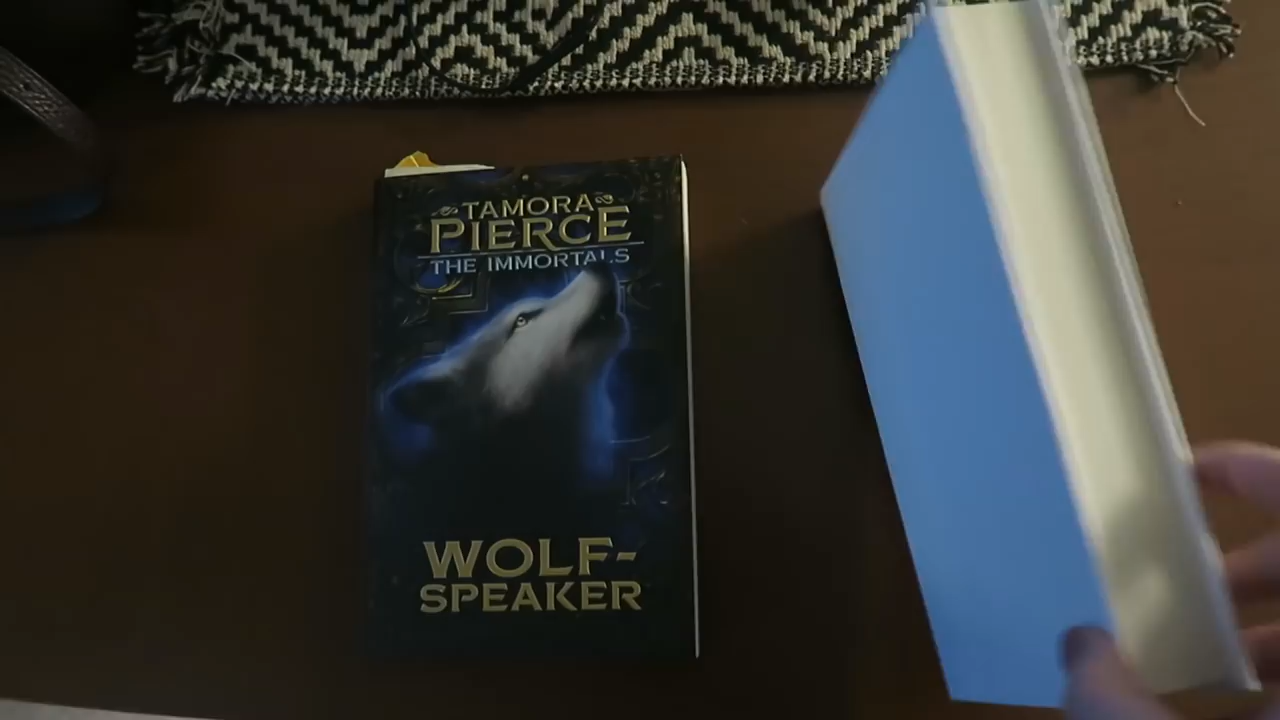 TAMORA
PIERCE
THE IMMORTALS
WOLF-
SPEAKER